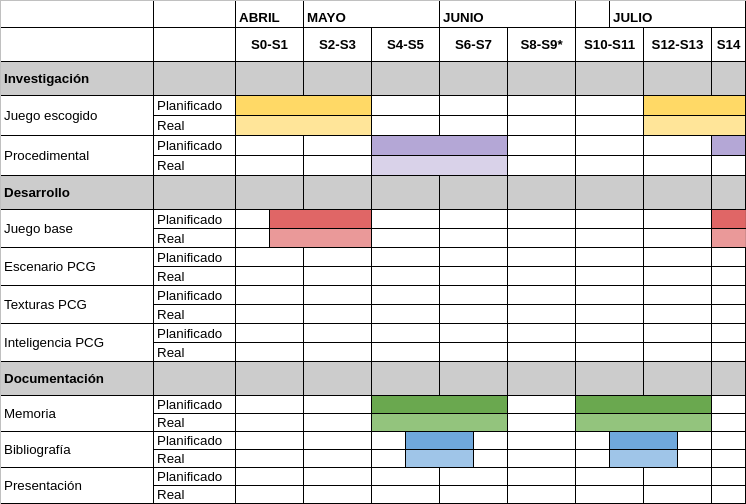 ABRIL MAYO JUNIO JULIO
S0-S1 S2-S3 S4-S5 S6-S7 S8-S9* S10-S11 S12-S13 S14
Investigación
Juego escogido Planificado
Real
Procedimental Planificado
Real
Desarrollo
Juego base Planificado
Real
Escenario PCG Planificado
Real
Texturas PCG Planificado
Real
Inteligencia PCG Planificado
Real
Documentación
Memoria Planificado
Real
Bibliografía Planificado
Real
Presentación Planificado
Real